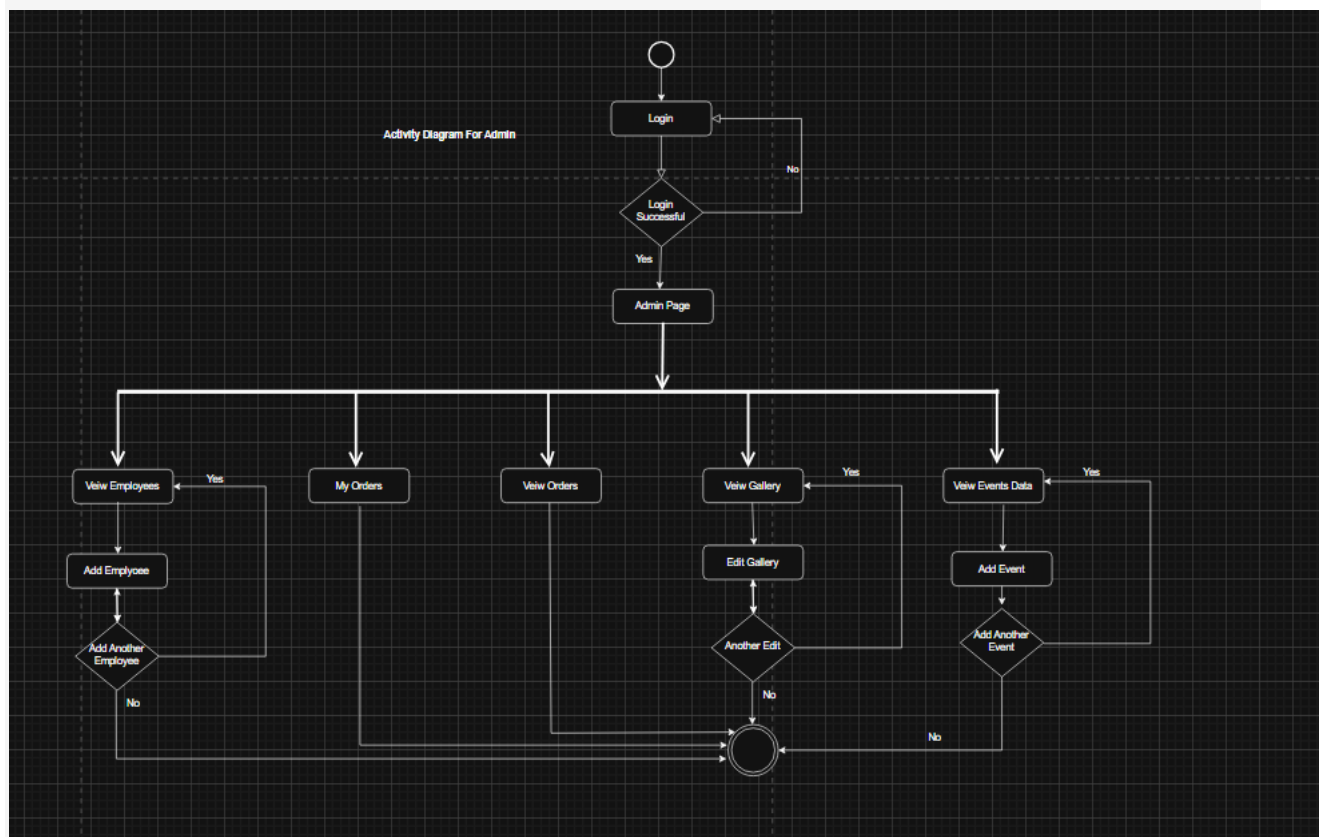 Login
Activity Diagram For Admin
No
Login
Successful
Yes
Admin Page
Veiw Employees
Yes
My Orders
Veiw Orders
Veiw Gallery
Yes
Veiw Events Data
Yes
Add Emplyoee
Edit Gallery
Add Event
Add Another
Employee
Another Edit
Add Another
Event
No
No
No